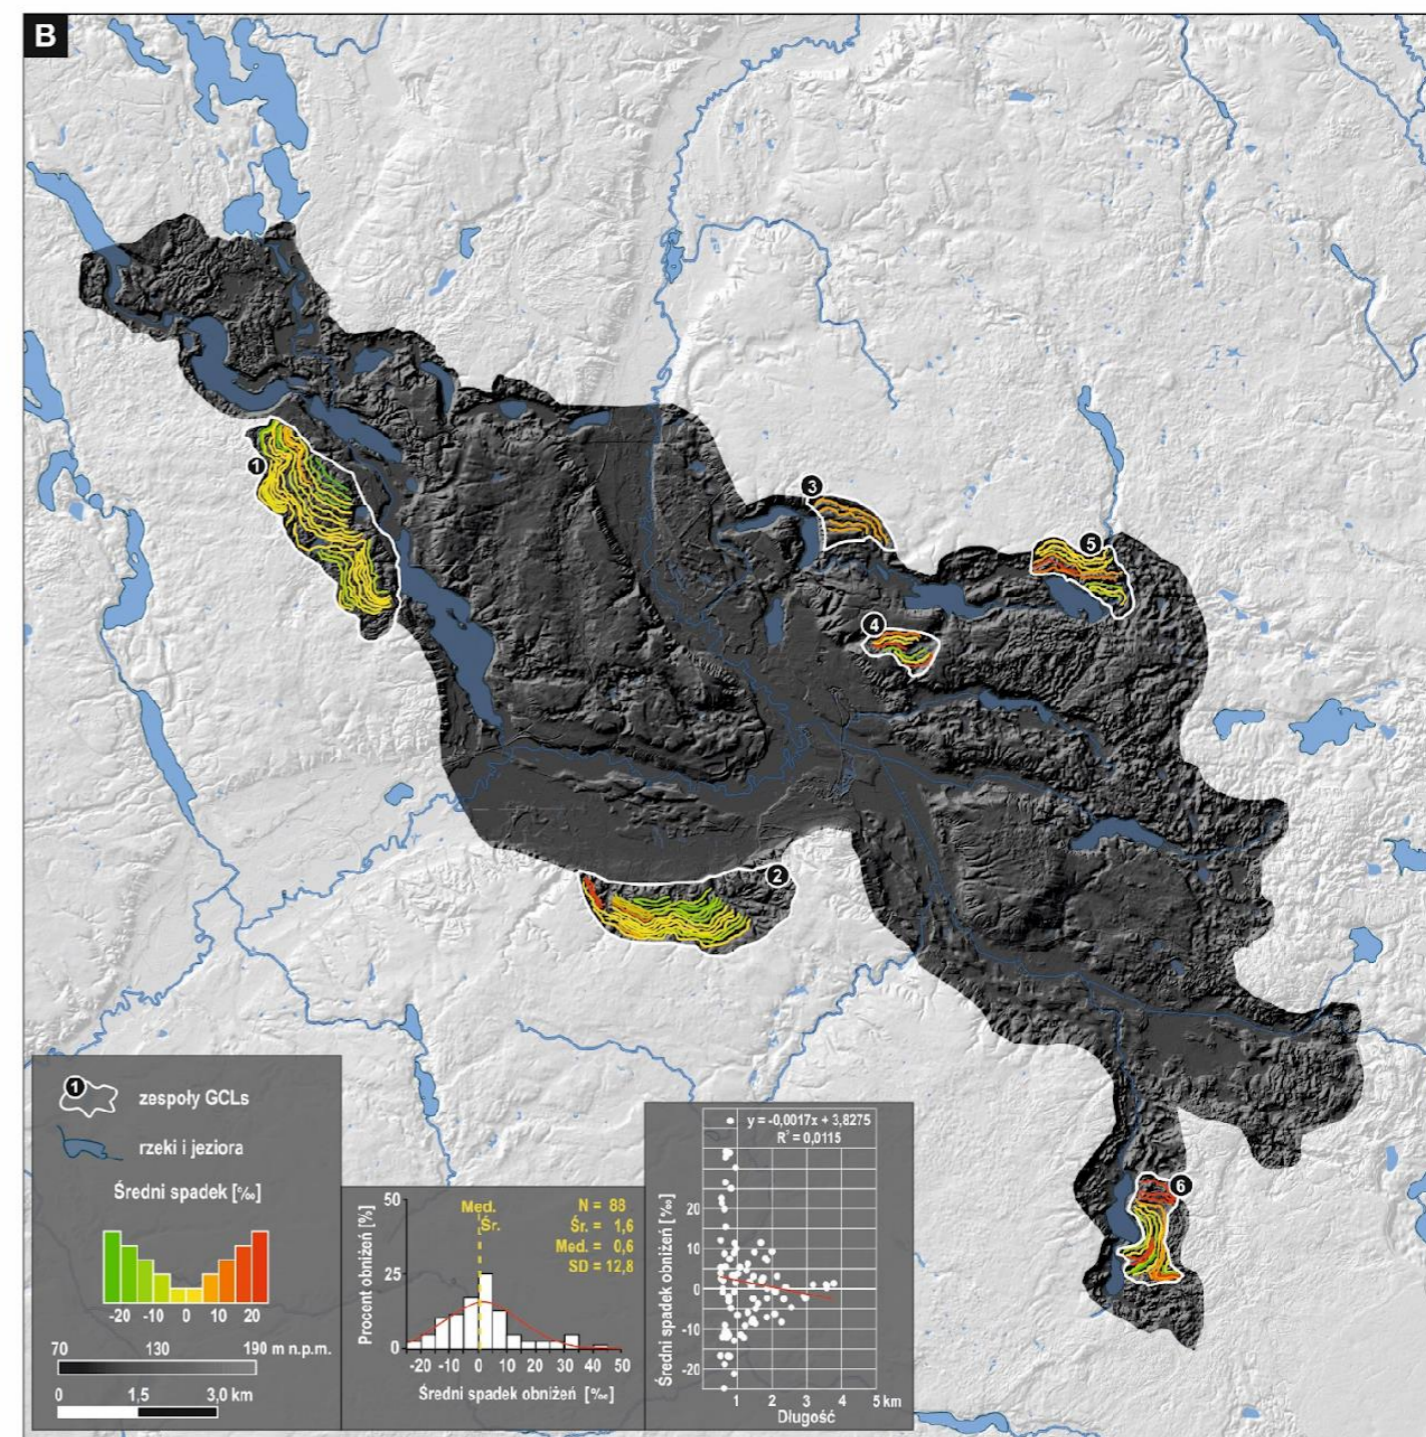 B
1
2
3
4
5
6
1 zespoły GCLs
rzeki i jeziora
Średni spadek [‰]
-20 -10 0 10 20
70 130 190 m n.p.m.
0 1,5 3,0 km
Procent obniżeń [%]
50
25
0
Med.
Śr.
N = 88
Śr. = 1,6
Med. = 0,6
SD = 12,8
-20 -10 0 10 20 30 40 50
Średni spadek obniżeń [‰]
y = -0,0017x + 3,8275
R² = 0,0115
Średni spadek obniżeń [‰]
20
10
0
-10
-20
1 2 3 4 5 km
Długość